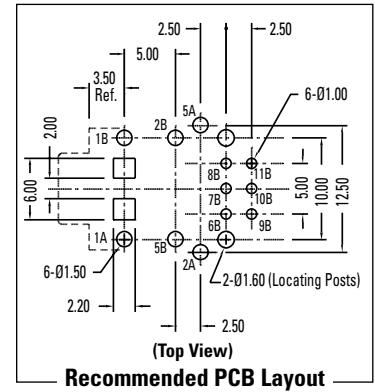 2.50
2.50
5.00
3.50
Ref.
5A
6-Ø1.00
2.00
1B
2B
8B
11B
6.00
7B
10B
5.00
10.00
12.50
6B
9B
1A
5B
2A
6-Ø1.50
2-Ø1.60 (Locating Posts)
2.20
2.50
(Top View)
Recommended PCB Layout